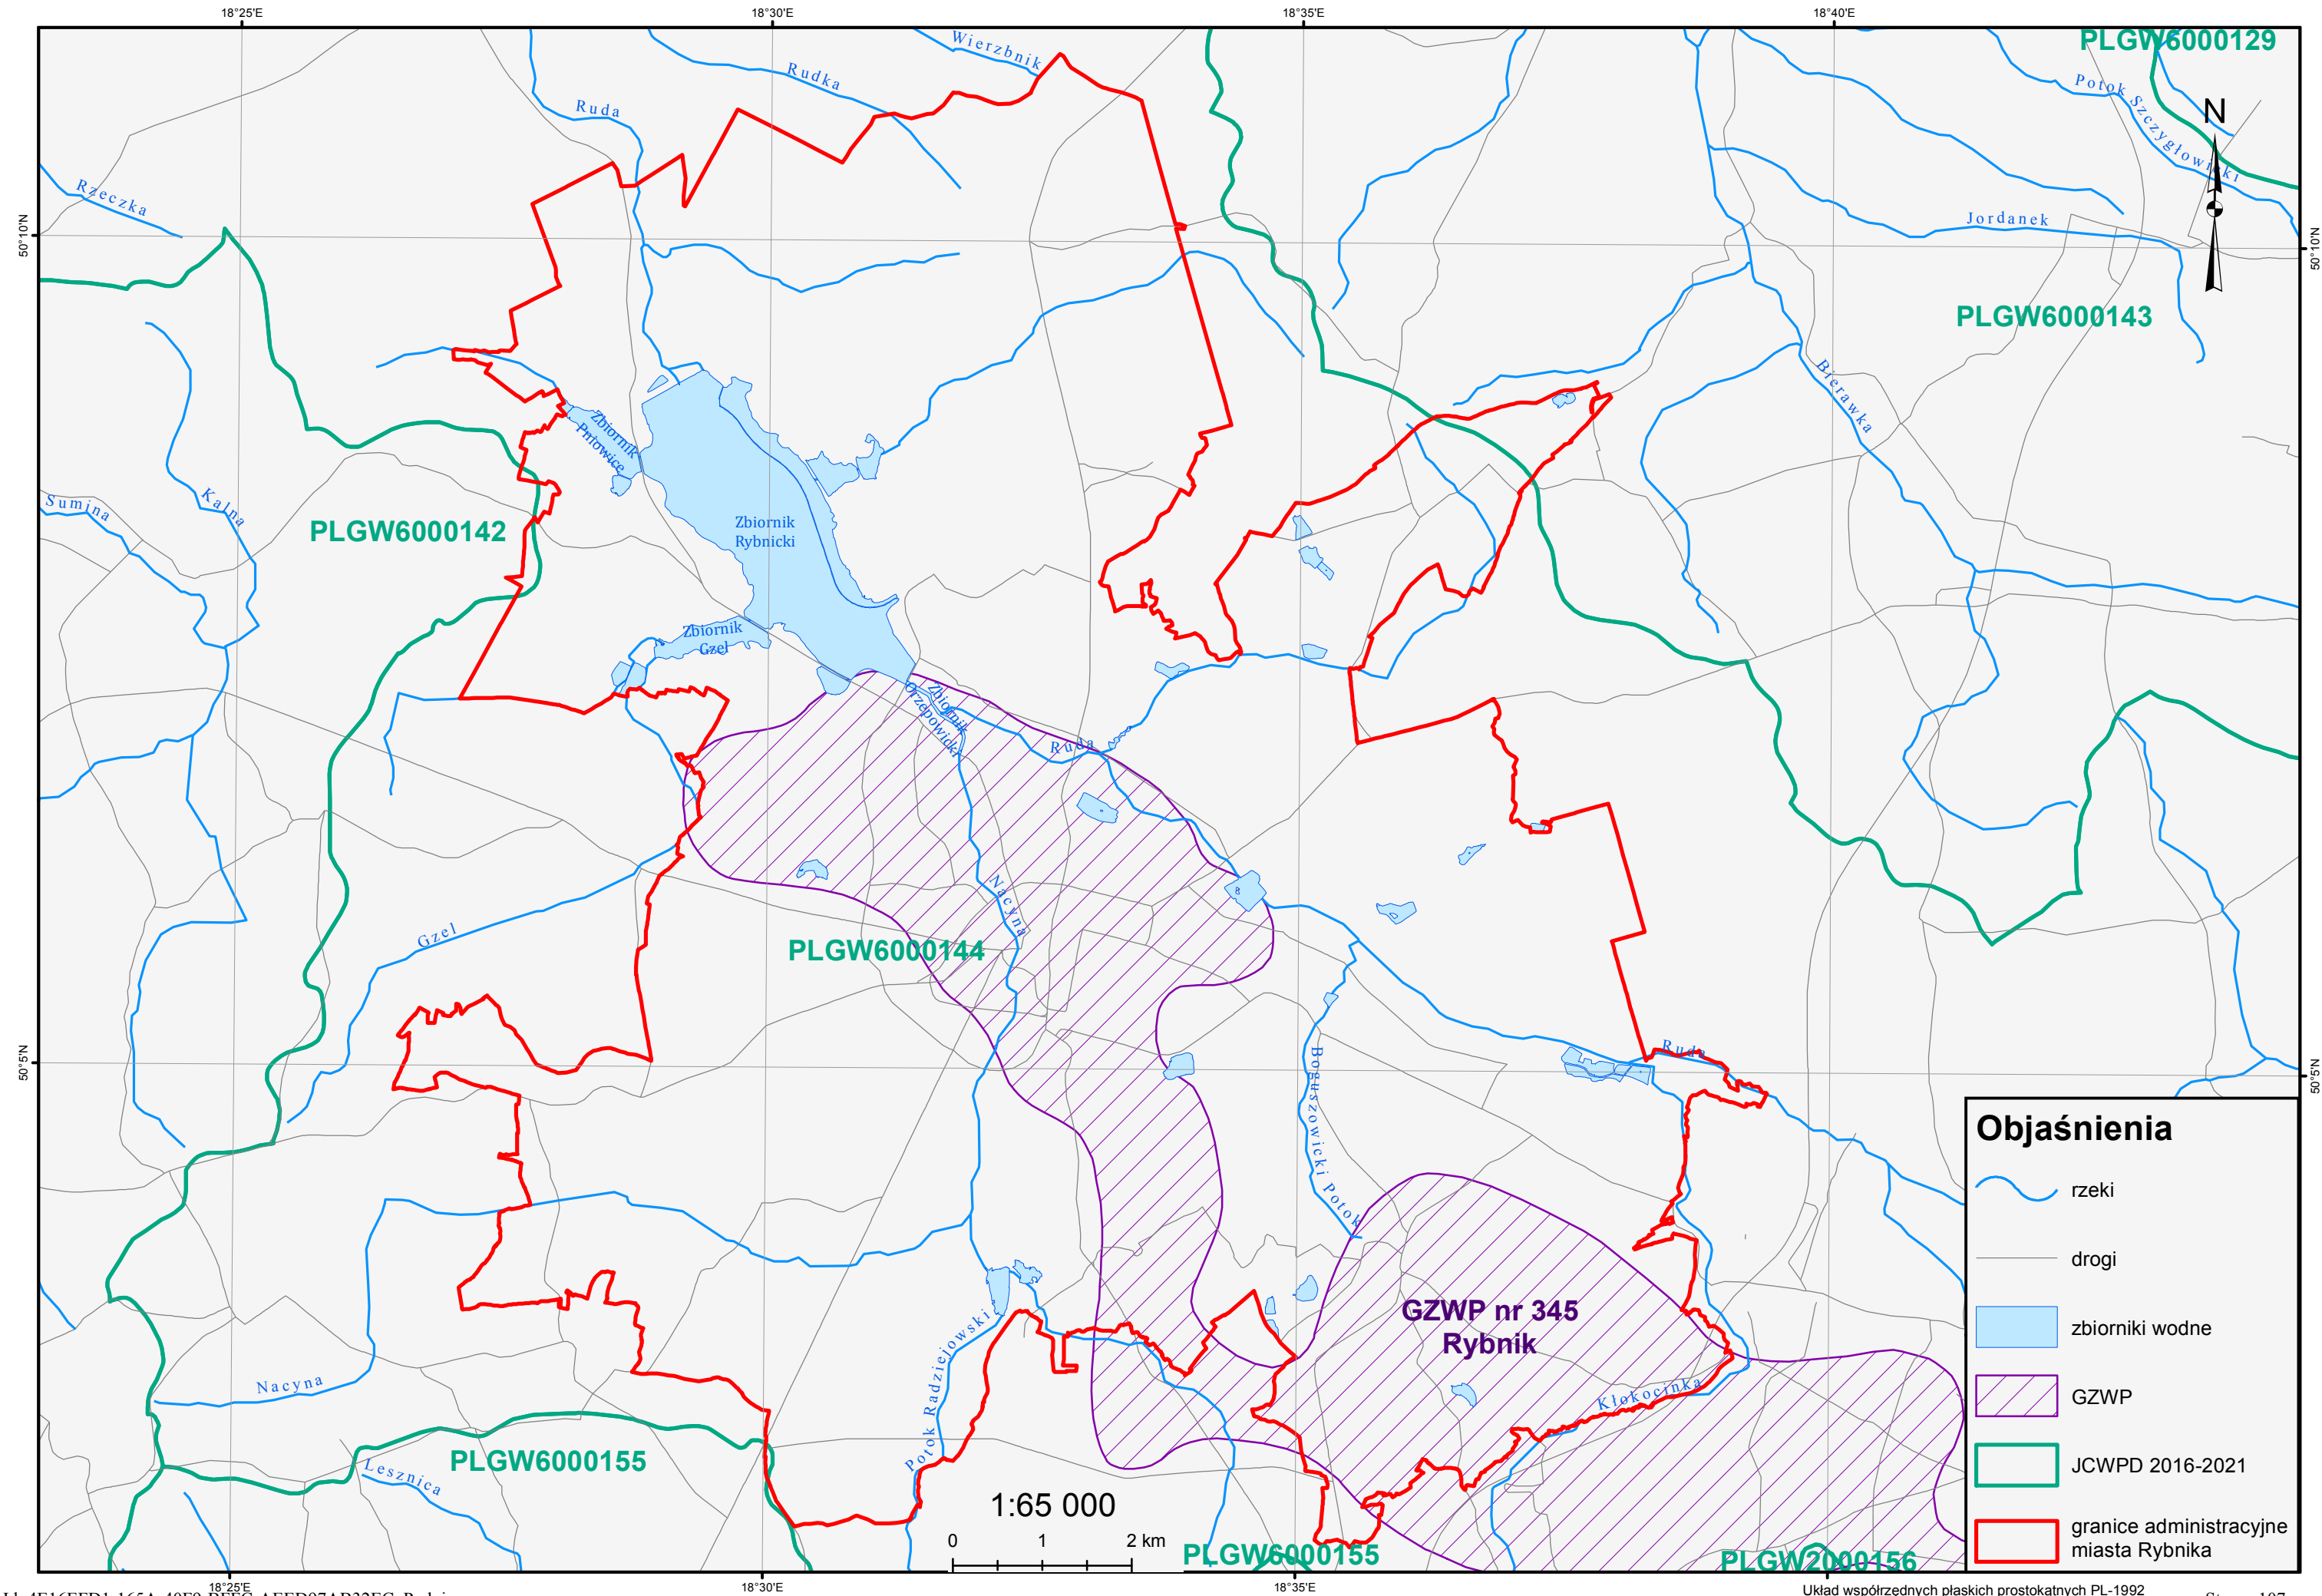 18°25'E
18°30'E
18°35'E
18°40'E
PLGW6000129
Wierzbnik
Rudka
Ruda
Potok Szczygłowicki
N
Rzeczka
Jordanek
50°10'N
50°10'N
PLGW6000143
Bierawka
Zbiornik
Pniowiec
Sumina
Kalna
PLGW6000142
Zbiornik
Rybnicki
Zbiornik
Gzel
Zbiornik
Orzepowicki
Ruda
Nacyna
Gzel
PLGW6000144
50°5'N
50°5'N
Ruda
Boguszowicki Potok
Objaśnienia
rzeki
drogi
zbiorniki wodne
GZWP
JCWPD 2016-2021
granice administracyjne
miasta Rybnika
GZWP nr 345
Rybnik
Potok Radziejowski
Nacyna
Kłokocinka
PLGW6000155
Lesznica
1:65 000
0 1 2 km
PLGW6000155
PLGW2000156
18°25'E
18°30'E
18°35'E
Układ współrzędnych płaskich prostokątnych PL-1992